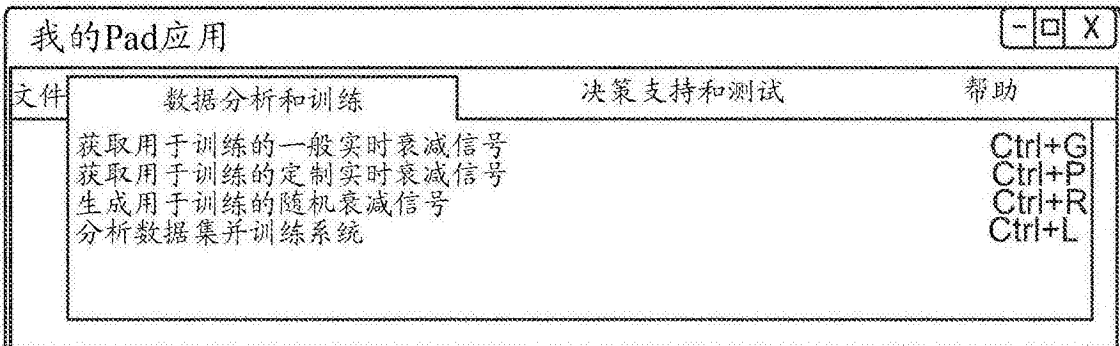 我的Pad应用 - □ X
文件 数据分析和训练 决策支持和测试 帮助
获取用于训练的一般实时衰减信号 Ctrl+G
获取用于训练的定制实时衰减信号 Ctrl+P
生成用于训练的随机衰减信号 Ctrl+R
分析数据集并训练系统 Ctrl+L